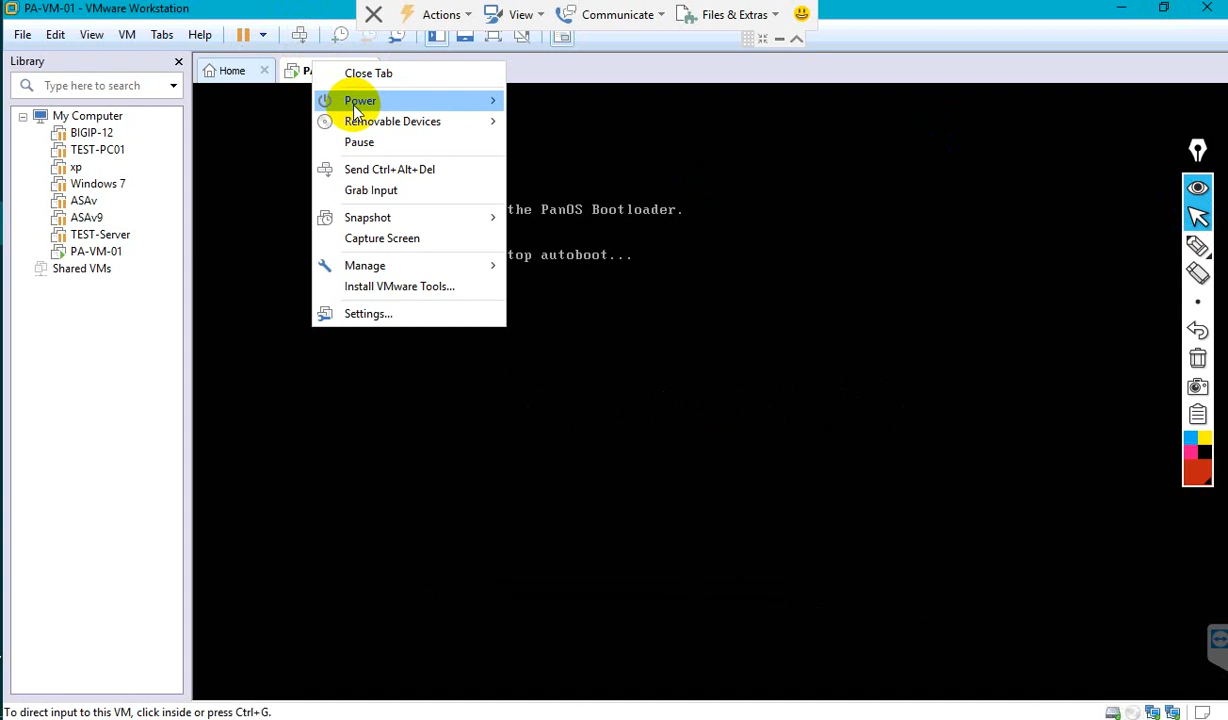 PA-VM-01 - VMware Workstation
Actions
View
Communicate
Files & Extras
File Edit View VM Tabs Help
Library
Type here to search
My Computer
BIGIP-12
TEST-PC01
xp
Windows 7
ASAv
ASAv9
TEST-Server
PA-VM-01
Shared VMs
Home
Close Tab
Power
Removable Devices
Pause
Send Ctrl+Alt+Del
Grab Input
Snapshot
Capture Screen
Manage
Install VMware Tools...
Settings...
the PanOS Bootloader.
top autoboot...
To direct input to this VM, click inside or press Ctrl+G.